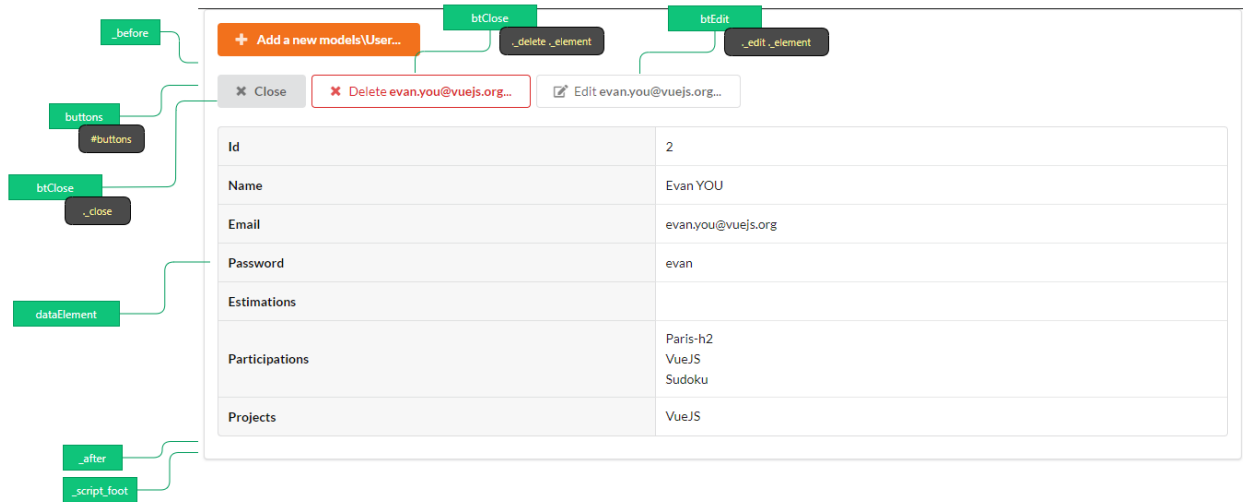 btClose
btEdit
_before
+ Add a new models\User...
._delete ._element
._edit ._element
Close
Delete evan.you@vuejs.org...
Edit evan.you@vuejs.org...
buttons
#buttons
Id 2
Name Evan YOU
btClose
._close
Email evan.you@vuejs.org
Password evan
Estimations
dataElement
Participations
Paris-h2
VueJS
Sudoku
Projects VueJS
_after
_script_foot